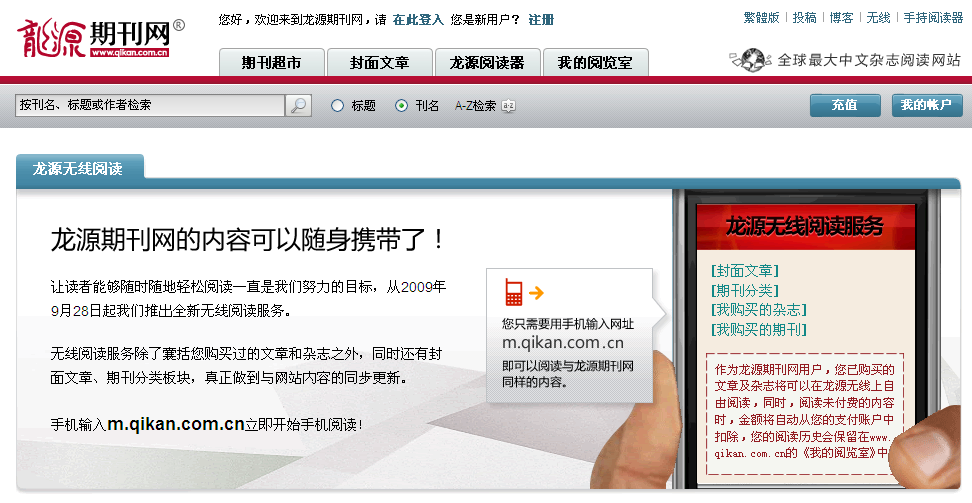 龍源 期刊网®
www.qikan.com.cn
您好，欢迎来到龙源期刊网，请 在此登入 您是新用户？ 注册
繁體版 | 投稿 | 博客 | 无线 | 手持阅读器
期刊超市 封面文章 龙源阅读器 我的阅览室
全球最大中文杂志阅读网站
按刊名、标题或作者检索 标题 刊名 A-Z检索 a-z
充值 我的帐户
龙源无线阅读
龙源期刊网的内容可以随身携带了！
让读者能够随时随地轻松阅读一直是我们努力的目标，从2009年
9月28日起我们推出全新无线阅读服务。
无线阅读服务除了囊括您购买过的文章和杂志之外，同时还有封
面文章、期刊分类板块，真正做到与网站内容的同步更新。
手机输入m.qikan.com.cn立即开始手机阅读！
您只需要用手机输入网址
m.qikan.com.cn
即可以阅读与龙源期刊网
同样的内容。
龙源无线阅读服务
[封面文章]
[期刊分类]
[我购买的杂志]
[我购买的期刊]
作为龙源期刊网用户，您已购买的
文章及杂志将可以在龙源无线上自
由阅读，同时，阅读未付费的内容
时，金额将自动从您的支付账户中
扣除，您的阅读历史会保留在www.
qikan.com.cn的《我的阅览室》中